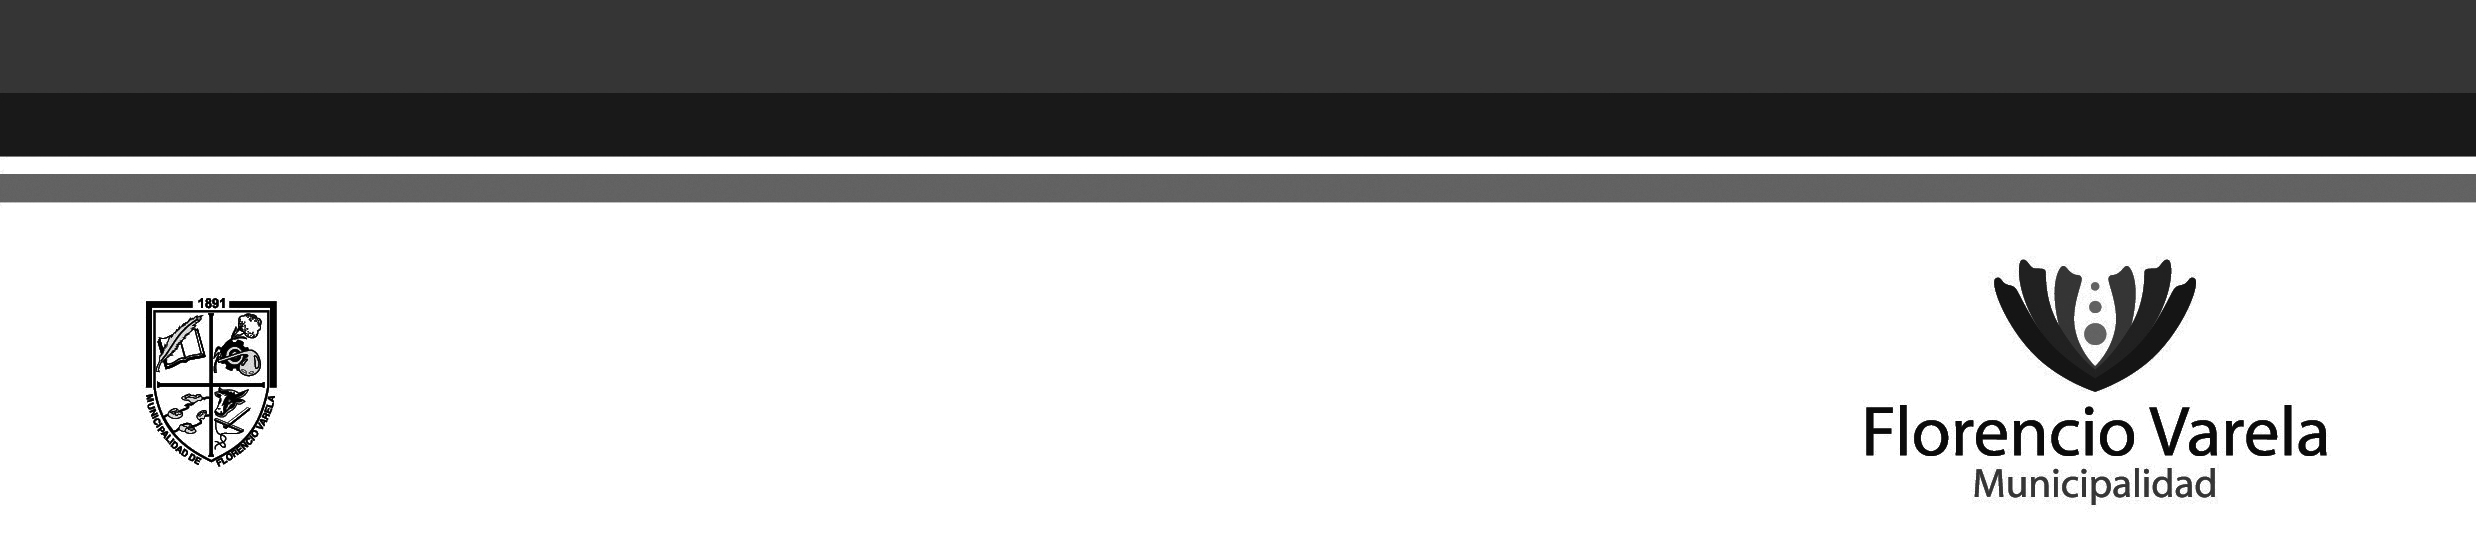 1891
MUNICIPALIDAD DE FLORENCIO VARELA
Florencio Varela
Municipalidad